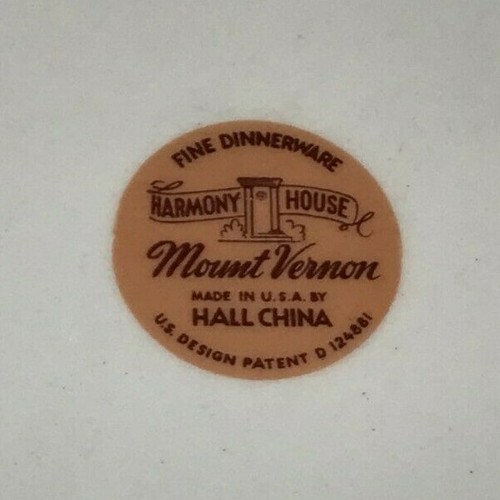 FINE DINNERWARE
HARMONY HOUSE
Mount Vernon
MADE IN U.S.A. BY
HALL CHINA
U.S. DESIGN PATENT D 124881